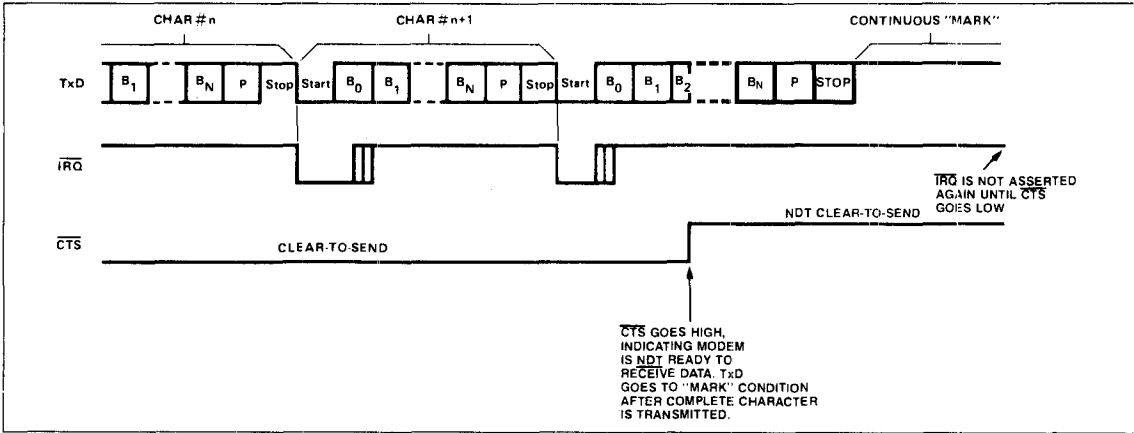 CHAR #n CHAR #n+1 CONTINUOUS "MARK"
TxD B1 BN P Stop Start B0 B1 BN P Stop Start B0 B1 B2 BN P STOP
IRQ
IRQ IS NOT ASSERTED
AGAIN UNTIL CTS
GOES LOW
NDT CLEAR-TO-SEND
CTS CLEAR-TO-SEND
CTS GOES HIGH,
INDICATING MODEM
IS NDT READY TO
RECEIVE DATA. TxD
GOES TO "MARK" CONDITION
AFTER COMPLETE CHARACTER
IS TRANSMITTED.